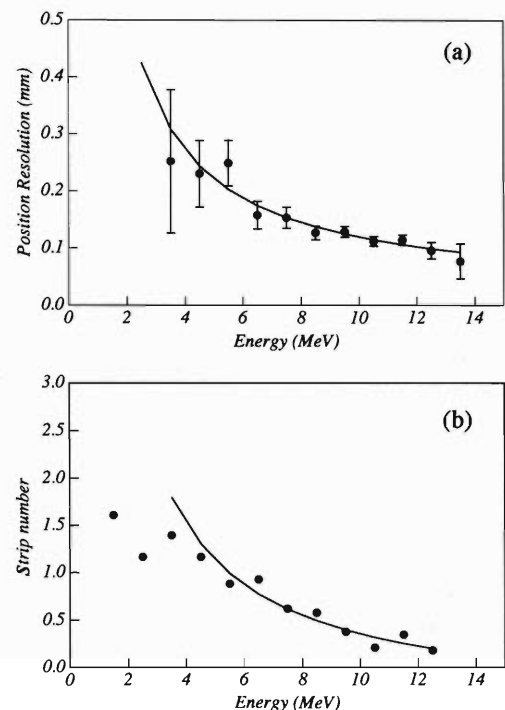 (a)
Position Resolution (mm)
0.5
0.4
0.3
0.2
0.1
0.0
0 2 4 6 8 10 12 14
Energy (MeV)
(b)
Strip number
3.0
2.5
2.0
1.5
1.0
0.5
0.0
0 2 4 6 8 10 12 14
Energy (MeV)